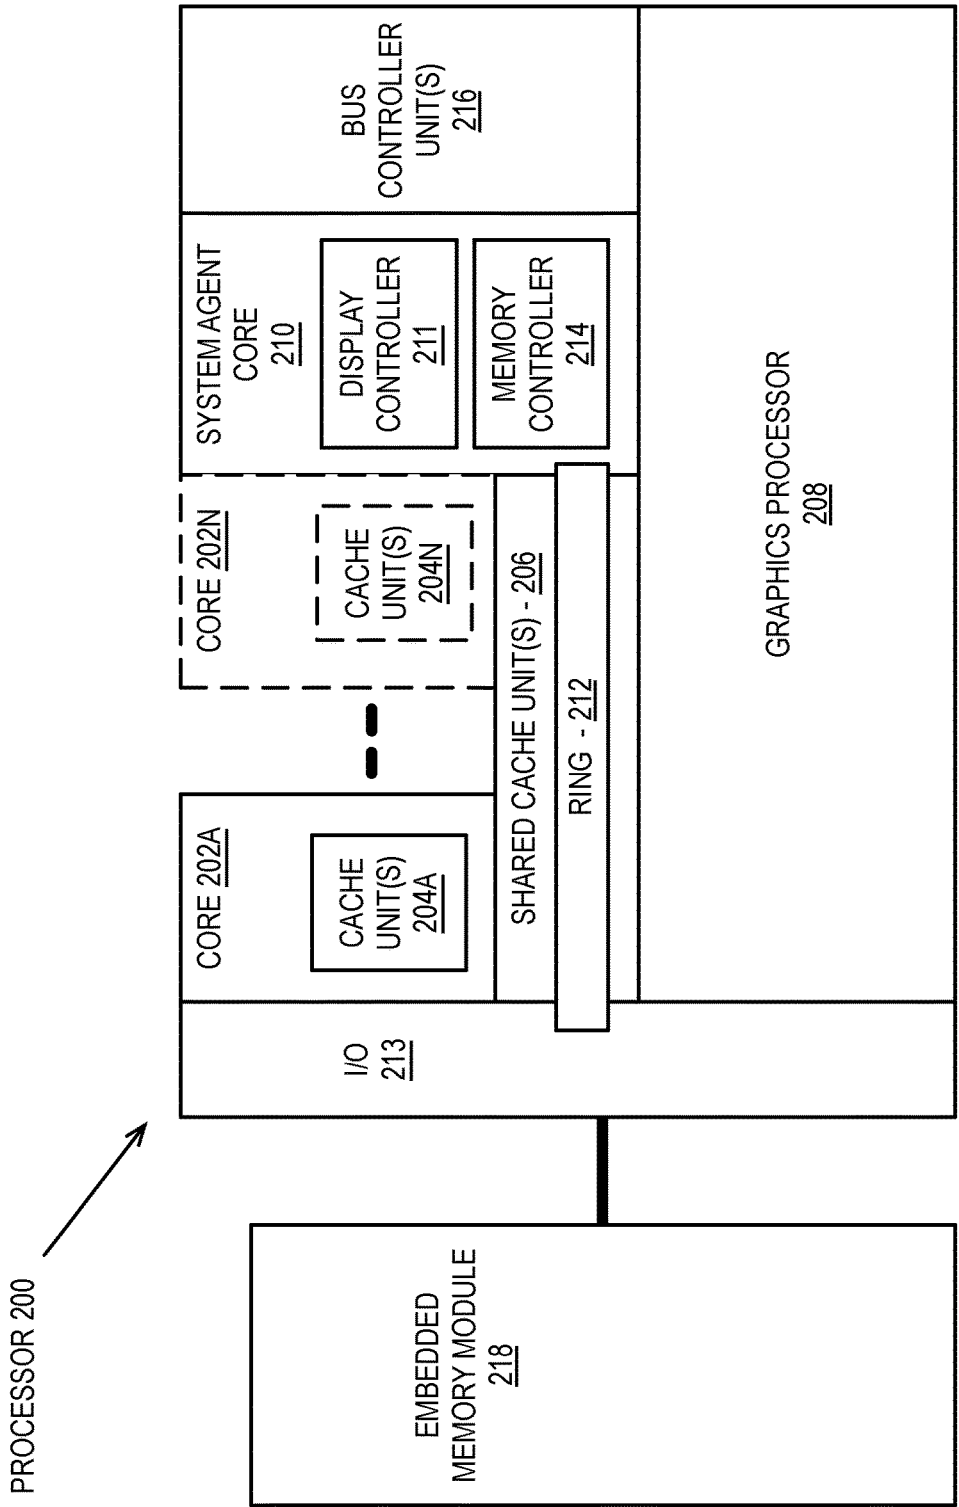 PROCESSOR 200
EMBEDDED
MEMORY MODULE
218
I/O
213
CORE 202A
CACHE
UNIT(S)
204A
CORE 202N
CACHE
UNIT(S)
204N
SHARED CACHE UNIT(S) - 206
RING - 212
SYSTEM AGENT
CORE
210
DISPLAY
CONTROLLER
211
MEMORY
CONTROLLER
214
BUS
CONTROLLER
UNIT(S)
216
GRAPHICS PROCESSOR
208